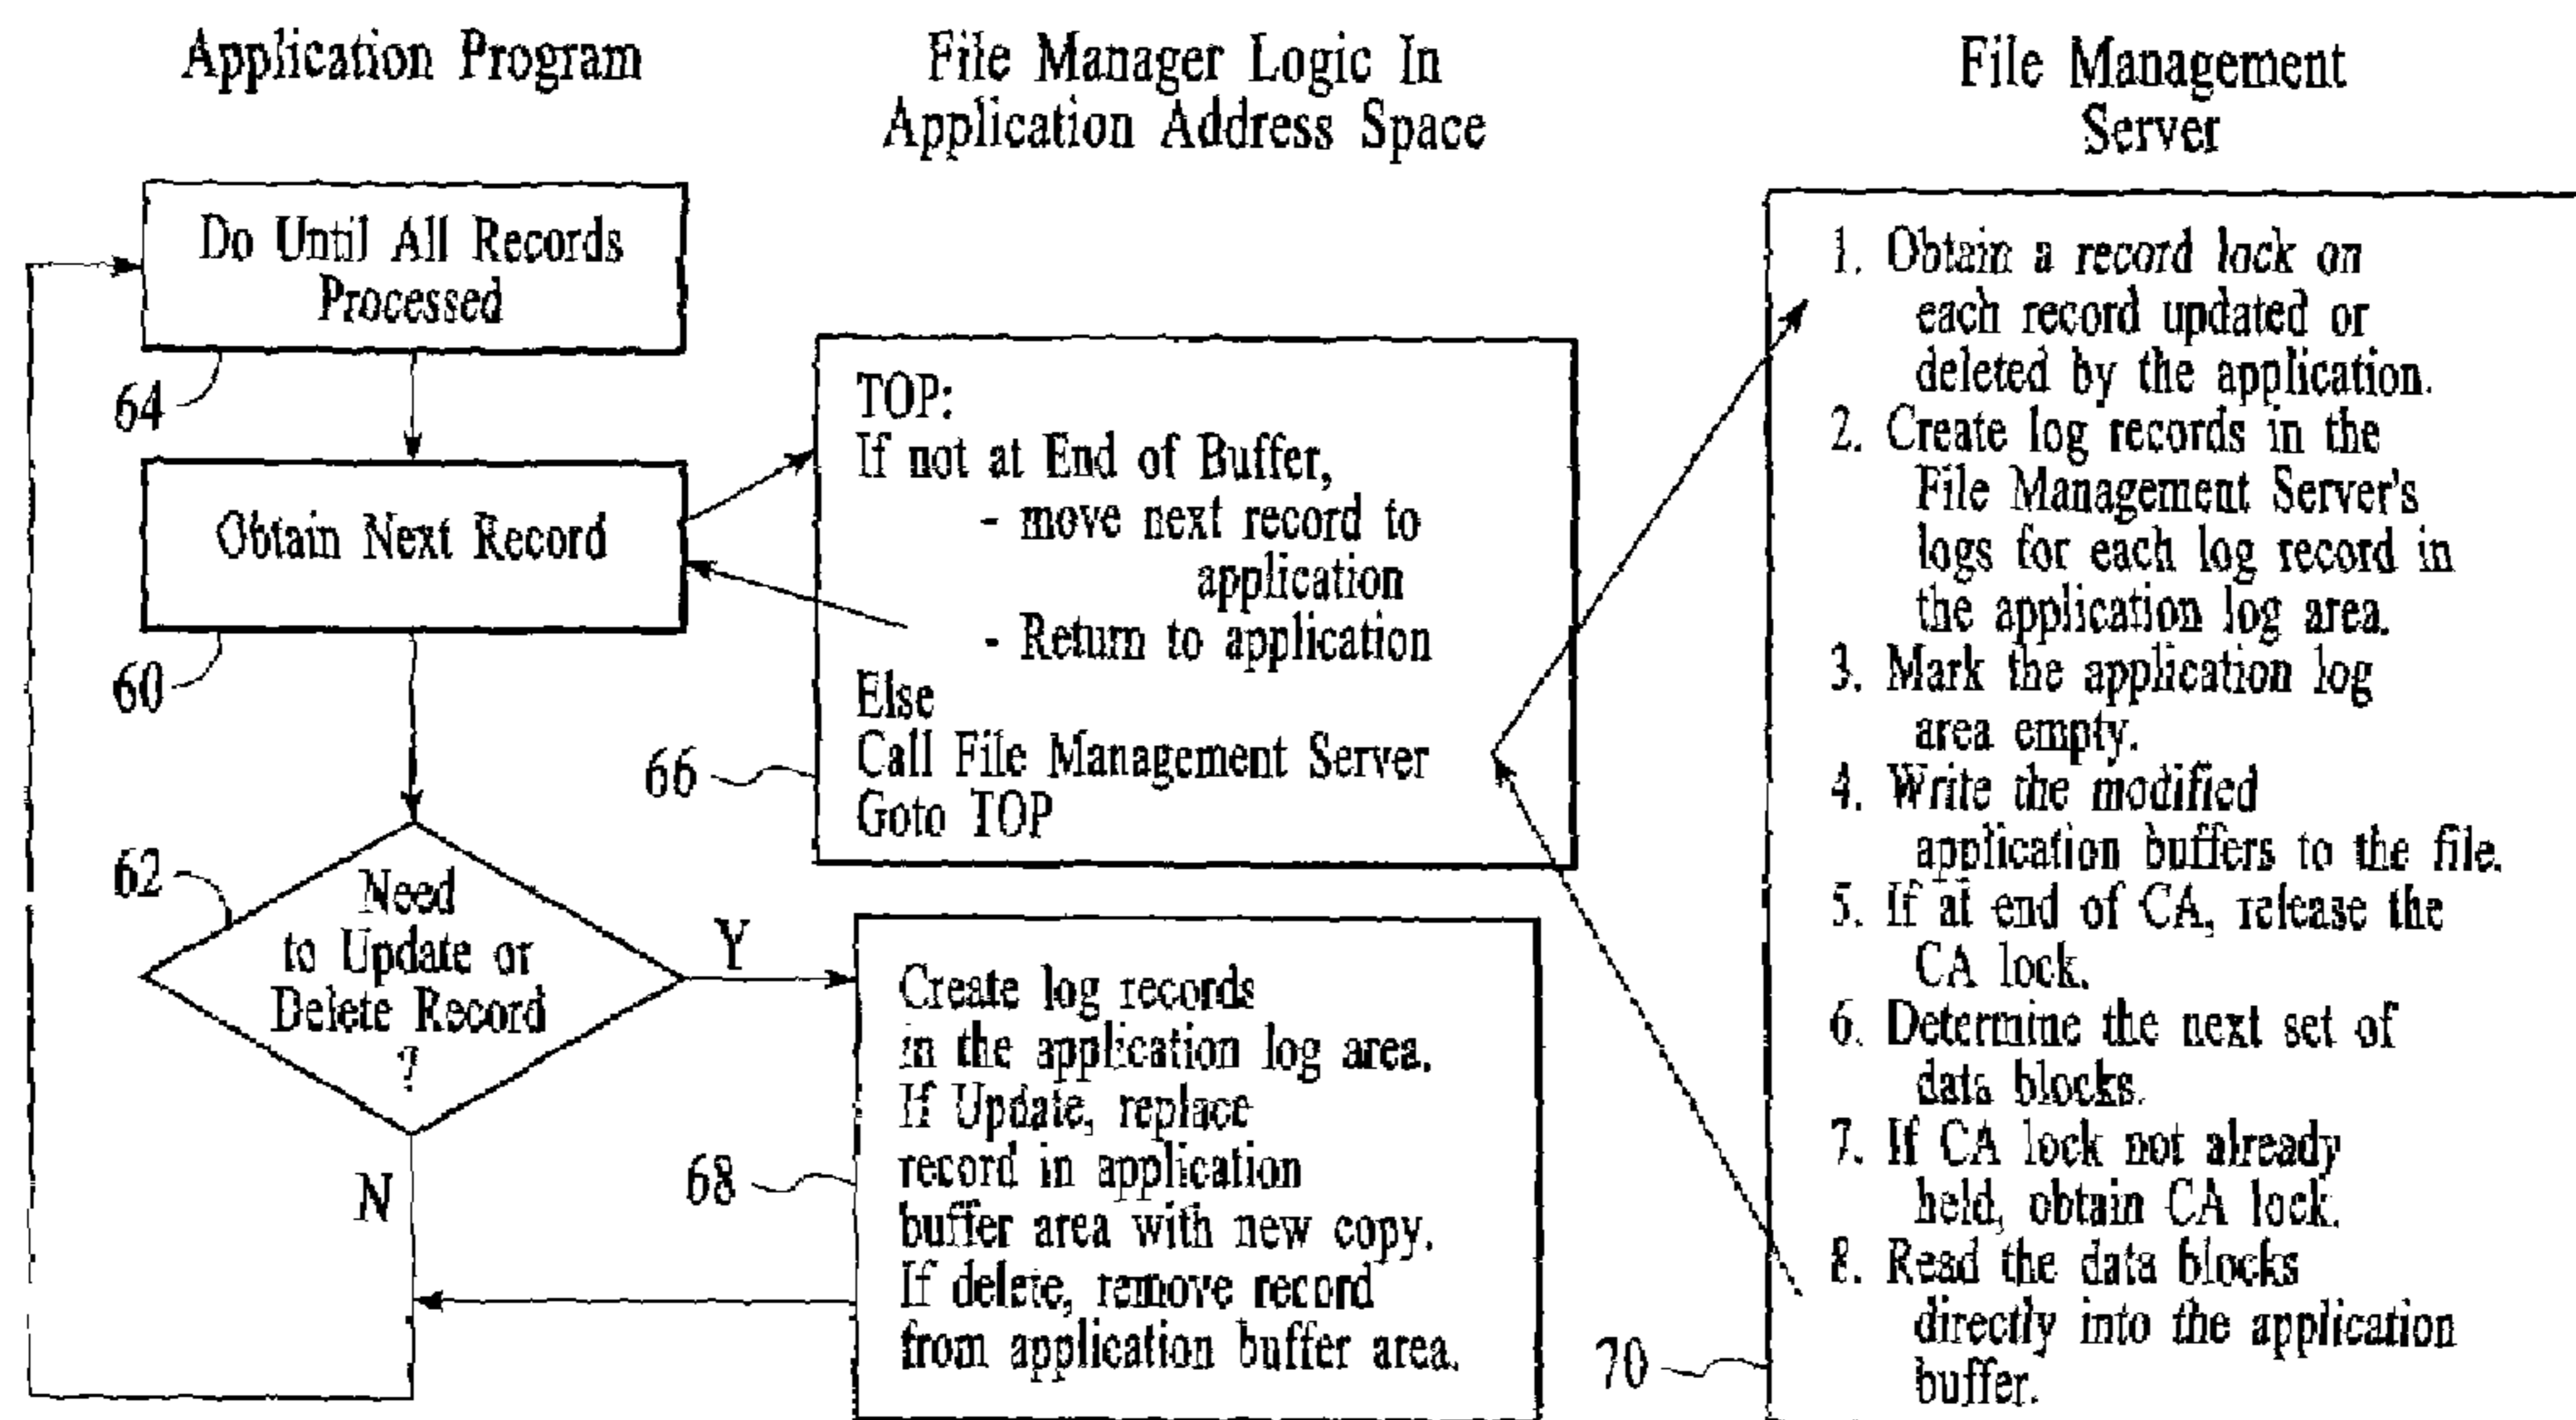 Application Program
File Manager Logic In
Application Address Space
File Management
Server
Do Until All Records
Processed
64
Obtain Next Record
60
Need
to Update or
Delete Record
?
62
Y
N
TOP:
If not at End of Buffer,
- move next record to
application
- Return to application
Else
Call File Management Server
Goto TOP
66
Create log records
in the application log area.
If Update, replace
record in application
buffer area with new copy.
If delete, remove record
from application buffer area.
68
1. Obtain a record lock on
each record updated or
deleted by the application.
2. Create log records in the
File Management Server's
logs for each log record in
the application log area.
3. Mark the application log
area empty.
4. Write the modified
application buffers to the file.
5. If at end of CA, release the
CA lock.
6. Determine the next set of
data blocks.
7. If CA lock not already
held, obtain CA lock.
8. Read the data blocks
directly into the application
buffer.
70